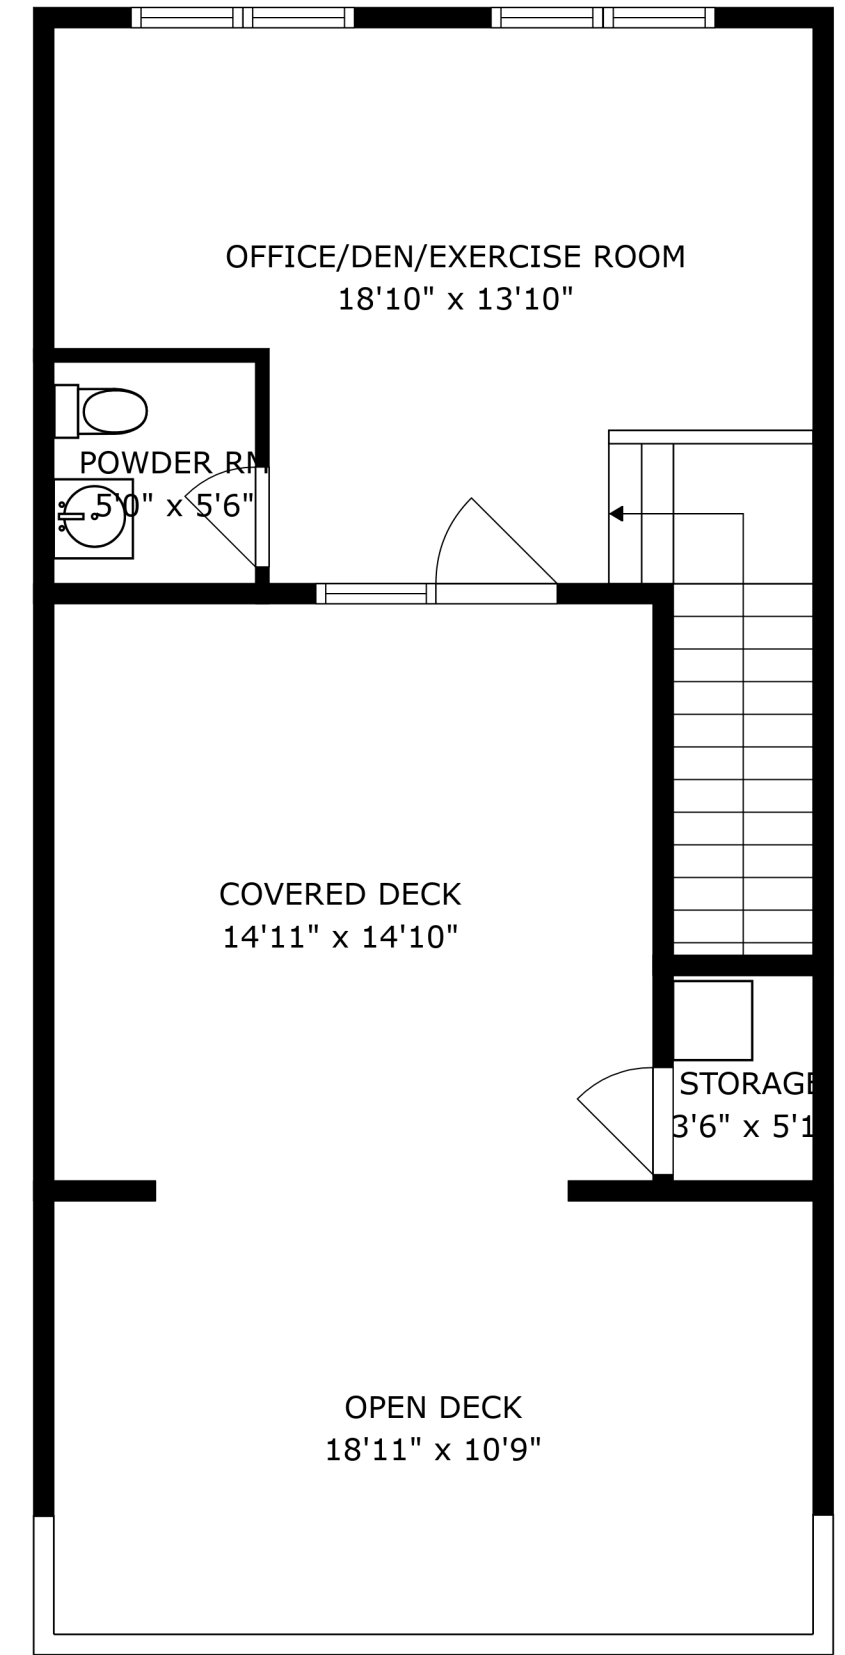 OFFICE/DEN/EXERCISE ROOM
18'10" x 13'10"
POWDER RM
5'0" x 5'6"
COVERED DECK
14'11" x 14'10"
STORAGE
3'6" x 5'1
OPEN DECK
18'11" x 10'9"